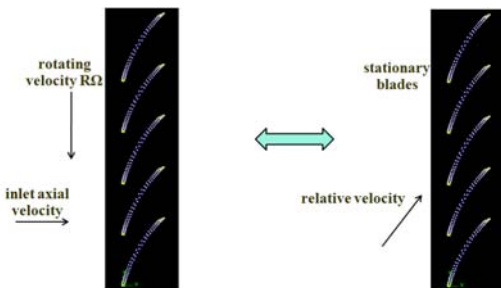 rotating
velocity RΩ
inlet axial
velocity
stationary
blades
relative velocity